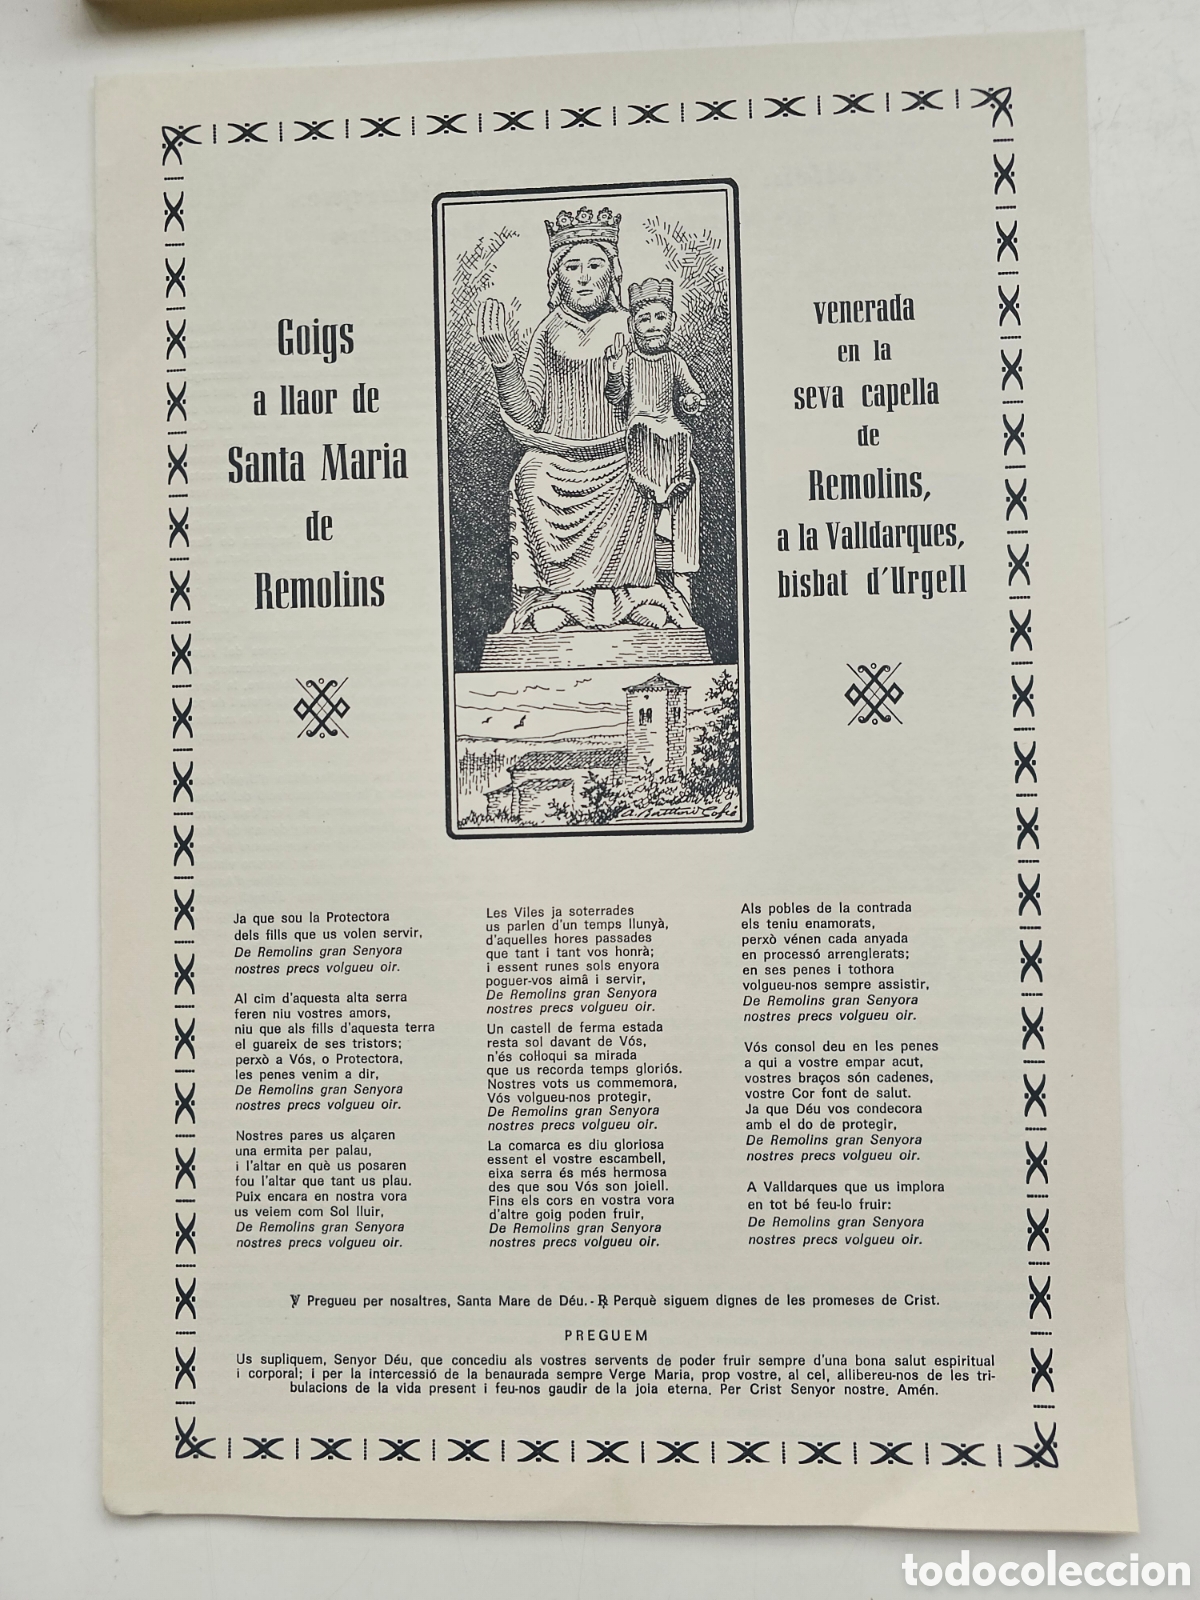 Goigs
a llaor de
Santa Maria
de
Remolins
venerada
en la
seva capella
de
Remolins,
a la Valldarques,
bisbat d'Urgell
A. Batllori Cofió
Ja que sou la Protectora
dels fills que us volen servir,
De Remolins gran Senyora
nostres precs volgueu oir.
Al cim d'aquesta alta serra
feren niu vostres amors,
niu que als fills d'aquesta terra
el guareix de ses tristors;
perxò a Vós, o Protectora,
les penes venim a dir,
De Remolins gran Senyora
nostres precs volgueu oir.
Nostres pares us alçaren
una ermita per palau,
i l'altar en què us posaren
fou l'altar que tant us plau.
Puix encara en nostra vora
us veiem com Sol lluir,
De Remolins gran Senyora
nostres precs volgueu oir.
Les Viles ja soterrades
us parlen d'un temps llunyà,
d'aquelles hores passades
que tant i tant vos honrà;
i essent runes sols enyora
poguer-vos aimâ i servir,
De Remolins gran Senyora
nostres precs volgueu oir.
Un castell de ferma estada
resta sol davant de Vós,
n'és col·loqui sa mirada
que us recorda temps gloriós.
Nostres vots us commemora,
Vós volgueu-nos protegir,
De Remolins gran Senyora
nostres precs volgueu oir.
La comarca es diu gloriosa
essent el vostre escambell,
eixa serra és més hermosa
des que sou Vós son joiell.
Fins els cors en vostra vora
d'altre goig poden fruir,
De Remolins gran Senyora
nostres precs volgueu oir.
Als pobles de la contrada
els teniu enamorats,
perxò vénen cada anyada
en processó arrenglerats;
en ses penes i tothora
volgueu-nos sempre assistir,
De Remolins gran Senyora
nostres precs volgueu oir.
Vós consol deu en les penes
a qui a vostre empar acut,
vostres braços són cadenes,
vostre Cor font de salut.
Ja que Déu vos condecora
amb el do de protegir,
De Remolins gran Senyora
nostres precs volgueu oir.
A Valldarques que us implora
en tot bé feu-lo fruir:
De Remolins gran Senyora
nostres precs volgueu oir.
℣ Pregueu per nosaltres, Santa Mare de Déu.-℟ Perquè siguem dignes de les promeses de Crist.
PREGUEM
Us supliquem, Senyor Déu, que concediu als vostres servents de poder fruir sempre d'una bona salut espiritual
i corporal; i per la intercessió de la benaurada sempre Verge Maria, prop vostre, al cel, allibereu-nos de les tri-
bulacions de la vida present i feu-nos gaudir de la joia eterna. Per Crist Senyor nostre. Amén.
todocoleccion